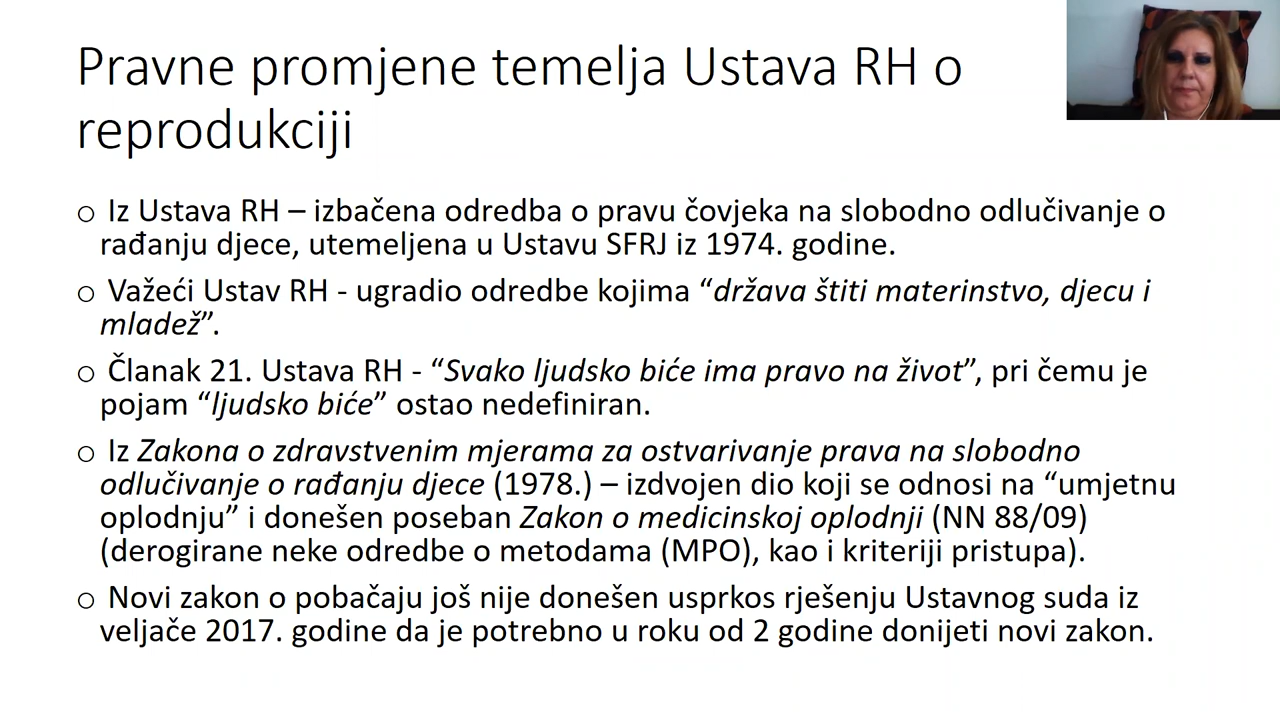 Pravne promjene temelja Ustava RH o
reprodukciji
o Iz Ustava RH – izbačena odredba o pravu čovjeka na slobodno odlučivanje o
rađanju djece, utemeljena u Ustavu SFRJ iz 1974. godine.
o Važeći Ustav RH - ugradio odredbe kojima “država štiti materinstvo, djecu i
mladež”.
o Članak 21. Ustava RH - “Svako ljudsko biće ima pravo na život”, pri čemu je
pojam “ljudsko biće” ostao nedefiniran.
o Iz Zakona o zdravstvenim mjerama za ostvarivanje prava na slobodno
odlučivanje o rađanju djece (1978.) – izdvojen dio koji se odnosi na “umjetnu
oplodnju” i donešen poseban Zakon o medicinskoj oplodnji (NN 88/09)
(derogirane neke odredbe o metodama (MPO), kao i kriteriji pristupa).
o Novi zakon o pobačaju još nije donešen usprkos rješenju Ustavnog suda iz
veljače 2017. godine da je potrebno u roku od 2 godine donijeti novi zakon.